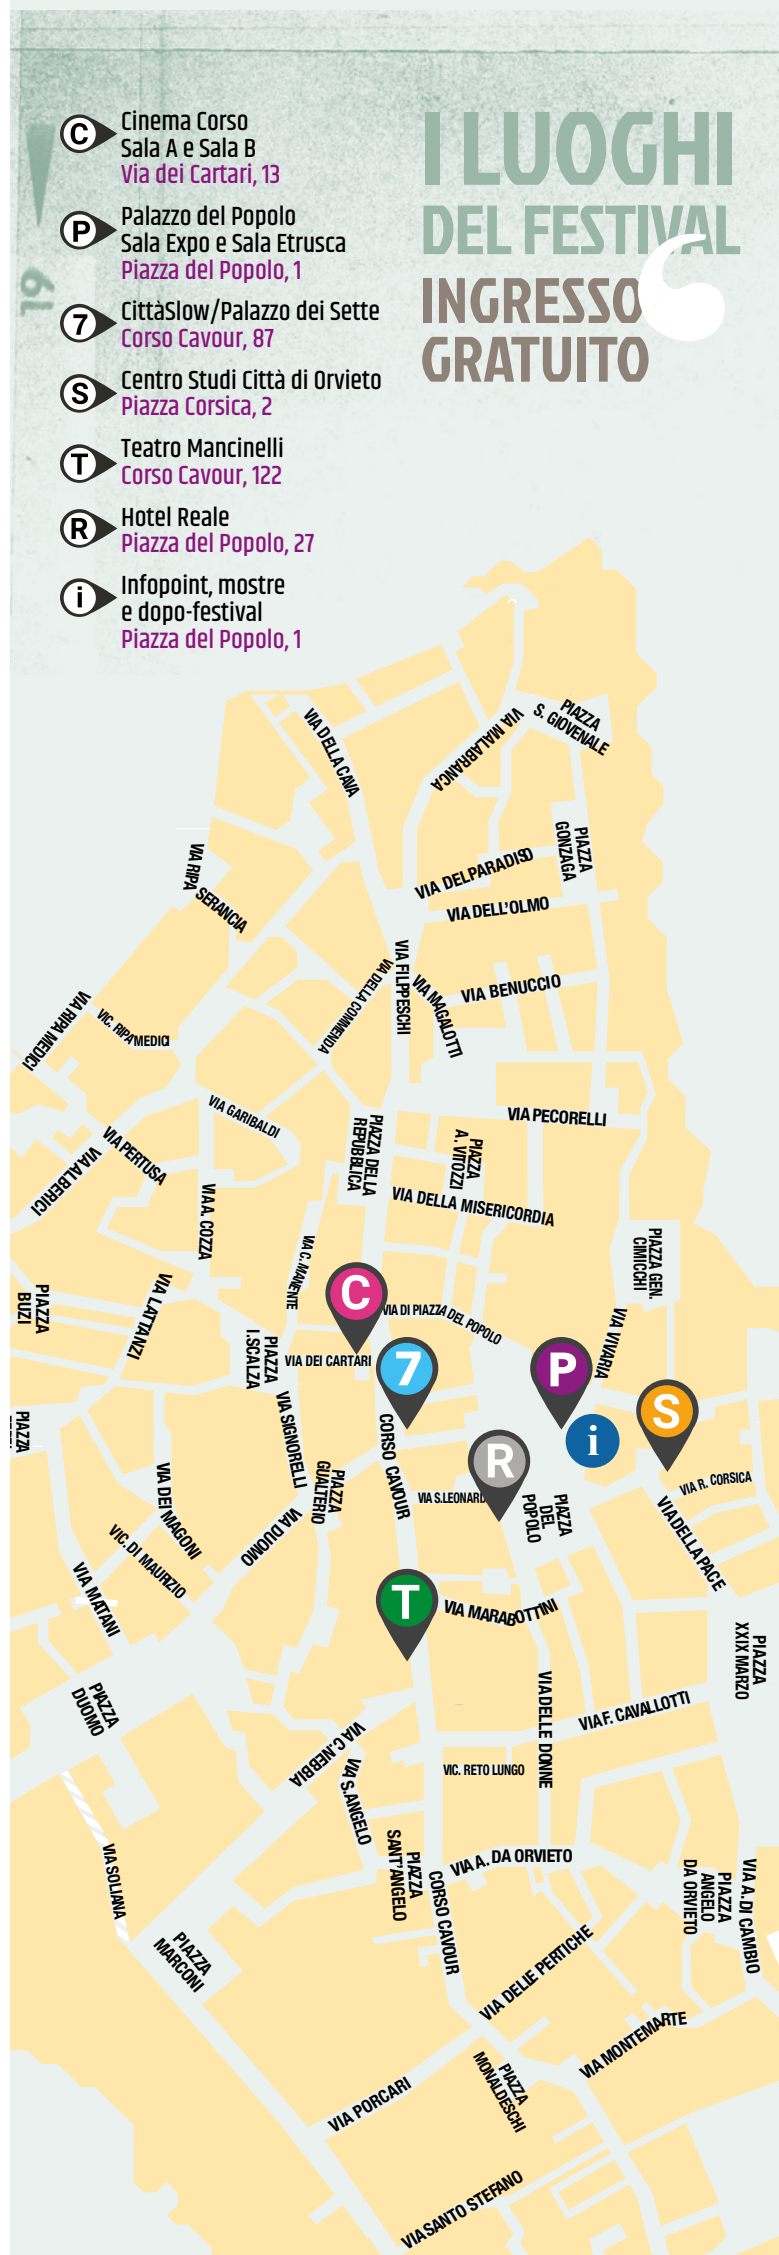 C
Cinema Corso
Sala A e Sala B
Via dei Cartari, 13
P
Palazzo del Popolo
Sala Expo e Sala Etrusca
Piazza del Popolo, 1
7
CittàSlow/Palazzo dei Sette
Corso Cavour, 87
S
Centro Studi Città di Orvieto
Piazza Corsica, 2
T
Teatro Mancinelli
Corso Cavour, 122
R
Hotel Reale
Piazza del Popolo, 27
i
Infopoint, mostre
e dopo-festival
Piazza del Popolo, 1
19
I LUOGHI
DEL FESTIVAL
INGRESSO
GRATUITO
PIAZZA
S. GIOVENALE
VIA DELLA CAVA
VIA MALABRANCA
PIAZZA
GONZAGA
VIA DEL PARADISO
VIA RIPA
SERANCIA
VIA DELL'OLMO
VIA FILIPPESCHI
VIA DELLA COMMENDA
VIA MAGALOTTI
VIA BENUCCIO
VIA RIPA MEDICI
VIC. RIPA MEDICI
VIA GARIBALDI
VIA PECORELLI
PIAZZA DELLA
REPUBBLICA
PIAZZA
A. VITOZZI
VIA PERTUSA
VIA ALBERICI
VIA A. COZZA
VIA DELLA MISERICORDIA
PIAZZA GEN.
CIMICCHI
VIA C. MANENTE
PIAZZA
BUZI
VIA LATTANZI
C
VIA DI PIAZZA DEL POPOLO
VIA VIVARIA
PIAZZA
I.SCALZA
VIA DEI CARTARI
7
P
S
i
PIAZZA
VIA SIGNORELLI
CORSO CAVOUR
R
PIAZZA
GUALTERIO
VIA DEI MAGONI
VIA S.LEONARD
PIAZZA
DEL
POPOLO
VIA R. CORSICA
VIA DELLA PACE
VIA DUOMO
VIC. DI MAURIZIO
VIA MATANI
T
VIA MARABOTTINI
PIAZZA
XXIX MARZO
PIAZZA
DUOMO
VIA DELLE DONNE
VIA F. CAVALLOTTI
VIA C.NEBBIA
VIA S.ANGELO
VIC. RETO LUNGO
VIA SOLIANA
PIAZZA
SANT'ANGELO
CORSO CAVOUR
VIA A. DA ORVIETO
PIAZZA
ANGELO
DA ORVIETO
VIA A. DI CAMBIO
PIAZZA
MARCONI
VIA DELIE PERTICHE
VIA MONTEMARTE
PIAZZA
MONALDESCHI
VIA PORCARI
VIA SANTO STEFANO